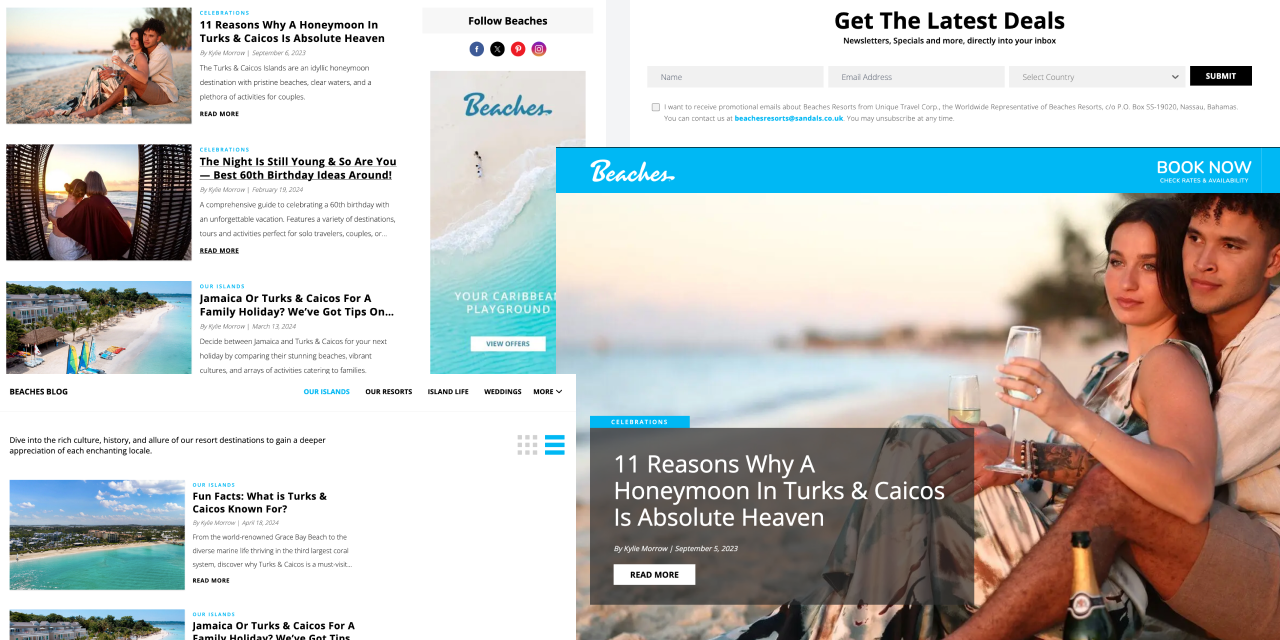 CELEBRATIONS
11 Reasons Why A Honeymoon In
Turks & Caicos Is Absolute Heaven
By Kylie Morrow | September 6, 2023
The Turks & Caicos Islands are an idyllic honeymoon
destination with pristine beaches, clear waters, and a
plethora of activities for couples.
READ MORE
CELEBRATIONS
The Night Is Still Young & So Are You
— Best 60th Birthday Ideas Around!
By Kylie Morrow | February 19, 2024
A comprehensive guide to celebrating a 60th birthday with
an unforgettable vacation. Features a variety of destinations,
tours and activities perfect for solo travelers, couples, or...
READ MORE
OUR ISLANDS
Jamaica Or Turks & Caicos For A
Family Holiday? We've Got Tips On...
By Kylie Morrow | March 13, 2024
Decide between Jamaica and Turks & Caicos for your next
holiday by comparing their stunning beaches, vibrant
cultures, and arrays of activities catering to families.
Follow Beaches
Beaches
YOUR CARIBBEAN
PLAYGROUND
VIEW OFFERS
Get The Latest Deals
Newsletters, Specials and more, directly into your inbox
Name
Email Address
Select Country
SUBMIT
I want to receive promotional emails about Beaches Resorts from Unique Travel Corp., the Worldwide Representative of Beaches Resorts, c/o P.O. Box SS-19020, Nassau, Bahamas.
You can contact us at beachesresorts@sandals.co.uk. You may unsubscribe at any time.
Beaches
BOOK NOW
CHECK RATES & AVAILABILITY
CELEBRATIONS
11 Reasons Why A
Honeymoon In Turks & Caicos
Is Absolute Heaven
By Kylie Morrow | September 5, 2023
READ MORE
BEACHES BLOG
OUR ISLANDS
OUR RESORTS
ISLAND LIFE
WEDDINGS
MORE
Dive into the rich culture, history, and allure of our resort destinations to gain a deeper
appreciation of each enchanting locale.
OUR ISLANDS
Fun Facts: What is Turks &
Caicos Known For?
By Kylie Morrow | April 18, 2024
From the world-renowned Grace Bay Beach to the
diverse marine life thriving in the third largest coral
system, discover why Turks & Caicos is a must-visit...
READ MORE
OUR ISLANDS
Jamaica Or Turks & Caicos For A
Family Holiday? We've Got Tips